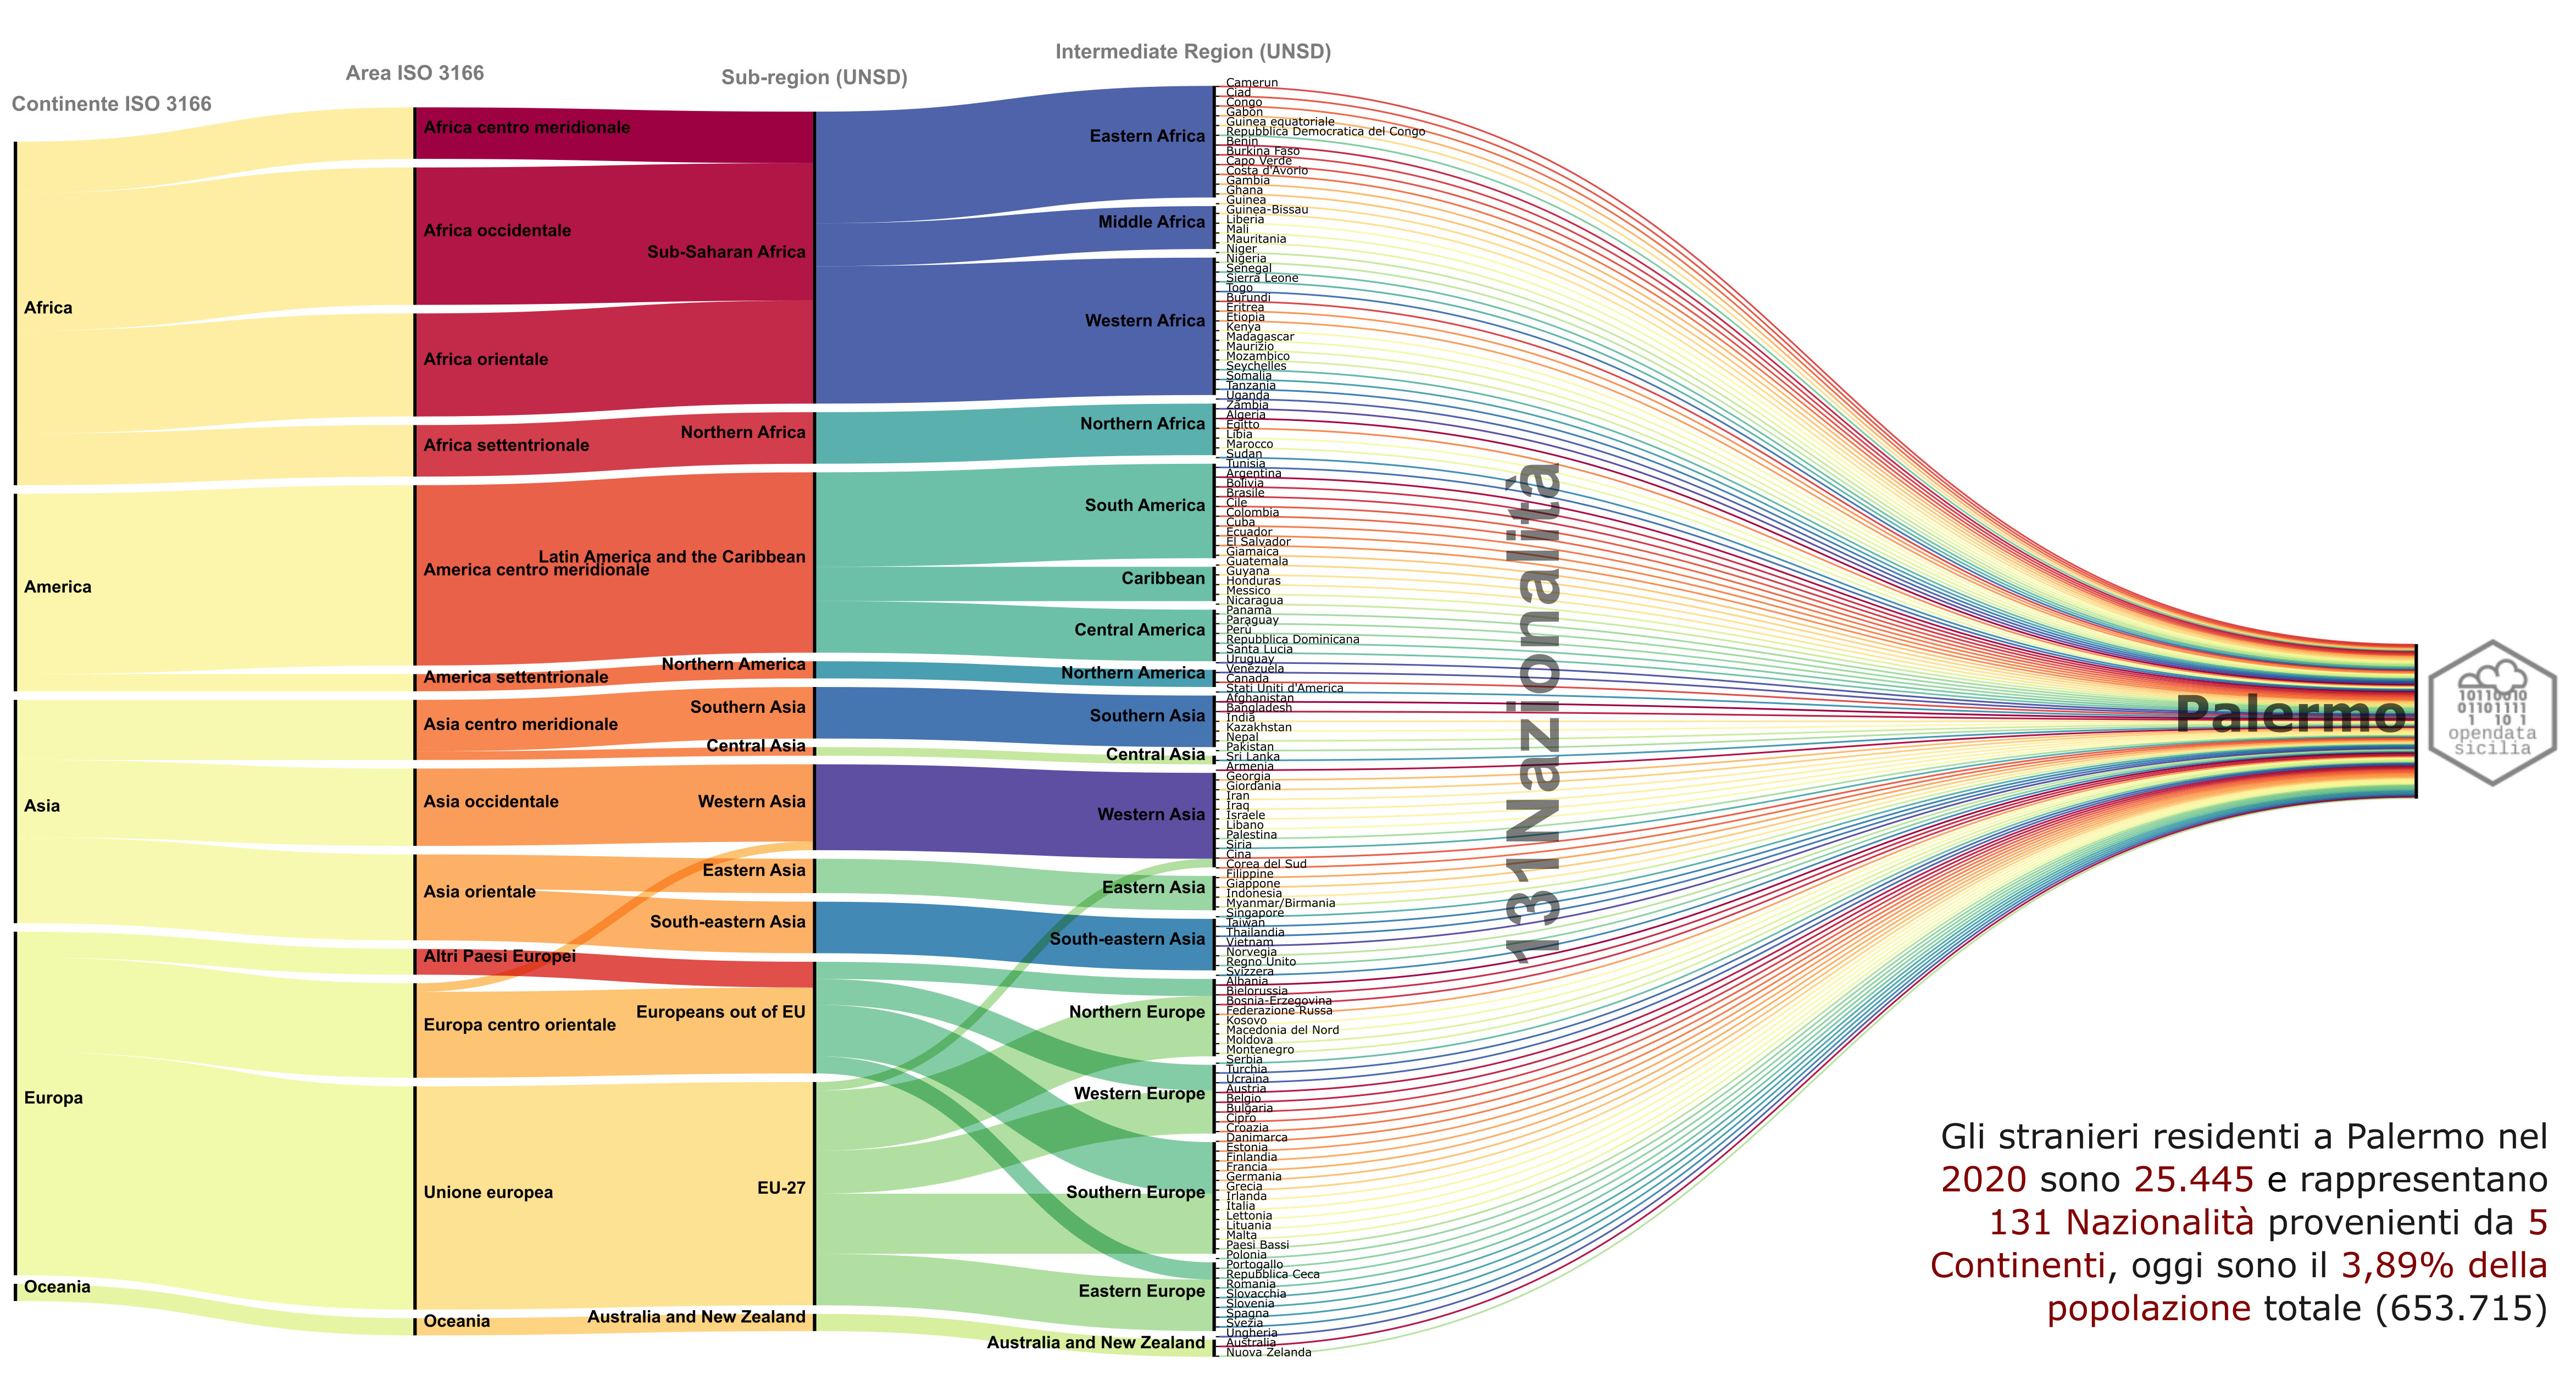 Continente ISO 3166
Area ISO 3166
Sub-region (UNSD)
Intermediate Region (UNSD)
Africa
America
Asia
Europa
Oceania
Africa centro meridionale
Africa occidentale
Africa orientale
Africa settentrionale
America centro meridionale
America settentrionale
Asia centro meridionale
Asia occidentale
Asia orientale
Altri Paesi Europei
Europa centro orientale
Unione europea
Oceania
Sub-Saharan Africa
Northern Africa
Latin America and the Caribbean
Northern America
Southern Asia
Central Asia
Western Asia
Eastern Asia
South-eastern Asia
Europeans out of EU
EU-27
Australia and New Zealand
Eastern Africa
Middle Africa
Western Africa
Northern Africa
South America
Caribbean
Central America
Northern America
Southern Asia
Central Asia
Western Asia
Eastern Asia
South-eastern Asia
Northern Europe
Western Europe
Southern Europe
Eastern Europe
Australia and New Zealand
Camerun
Ciad
Congo
Gabon
Guinea equatoriale
Repubblica Democratica del Congo
Benin
Burkina Faso
Capo Verde
Costa d'Avorio
Gambia
Ghana
Guinea
Guinea-Bissau
Liberia
Mali
Mauritania
Niger
Nigeria
Senegal
Sierra Leone
Togo
Burundi
Eritrea
Etiopia
Kenya
Madagascar
Maurizio
Mozambico
Seychelles
Somalia
Tanzania
Uganda
Zambia
Algeria
Egitto
Libia
Marocco
Sudan
Tunisia
Argentina
Bolivia
Brasile
Cile
Colombia
Cuba
Ecuador
El Salvador
Giamaica
Guatemala
Guyana
Honduras
Messico
Nicaragua
Panama
Paraguay
Perù
Repubblica Dominicana
Santa Lucia
Uruguay
Venezuela
Canada
Stati Uniti d'America
Afghanistan
Bangladesh
India
Kazakhstan
Nepal
Pakistan
Sri Lanka
Armenia
Georgia
Giordania
Iran
Iraq
Israele
Libano
Palestina
Siria
Cina
Corea del Sud
Filippine
Giappone
Indonesia
Myanmar/Birmania
Singapore
Taiwan
Thailandia
Vietnam
Norvegia
Regno Unito
Svizzera
Albania
Bielorussia
Bosnia-Erzegovina
Federazione Russa
Kosovo
Macedonia del Nord
Moldova
Montenegro
Serbia
Turchia
Ucraina
Austria
Belgio
Bulgaria
Cipro
Croazia
Danimarca
Estonia
Finlandia
Francia
Germania
Grecia
Irlanda
Italia
Lettonia
Lituania
Malta
Paesi Bassi
Polonia
Portogallo
Repubblica Ceca
Romania
Slovacchia
Slovenia
Spagna
Svezia
Ungheria
Australia
Nuova Zelanda
131 Nazionalità
Palermo
10110010
01101111
1 10 1
opendata
sicilia
Gli stranieri residenti a Palermo nel
2020 sono 25.445 e rappresentano
131 Nazionalità provenienti da 5
Continenti, oggi sono il 3,89% della
popolazione totale (653.715)